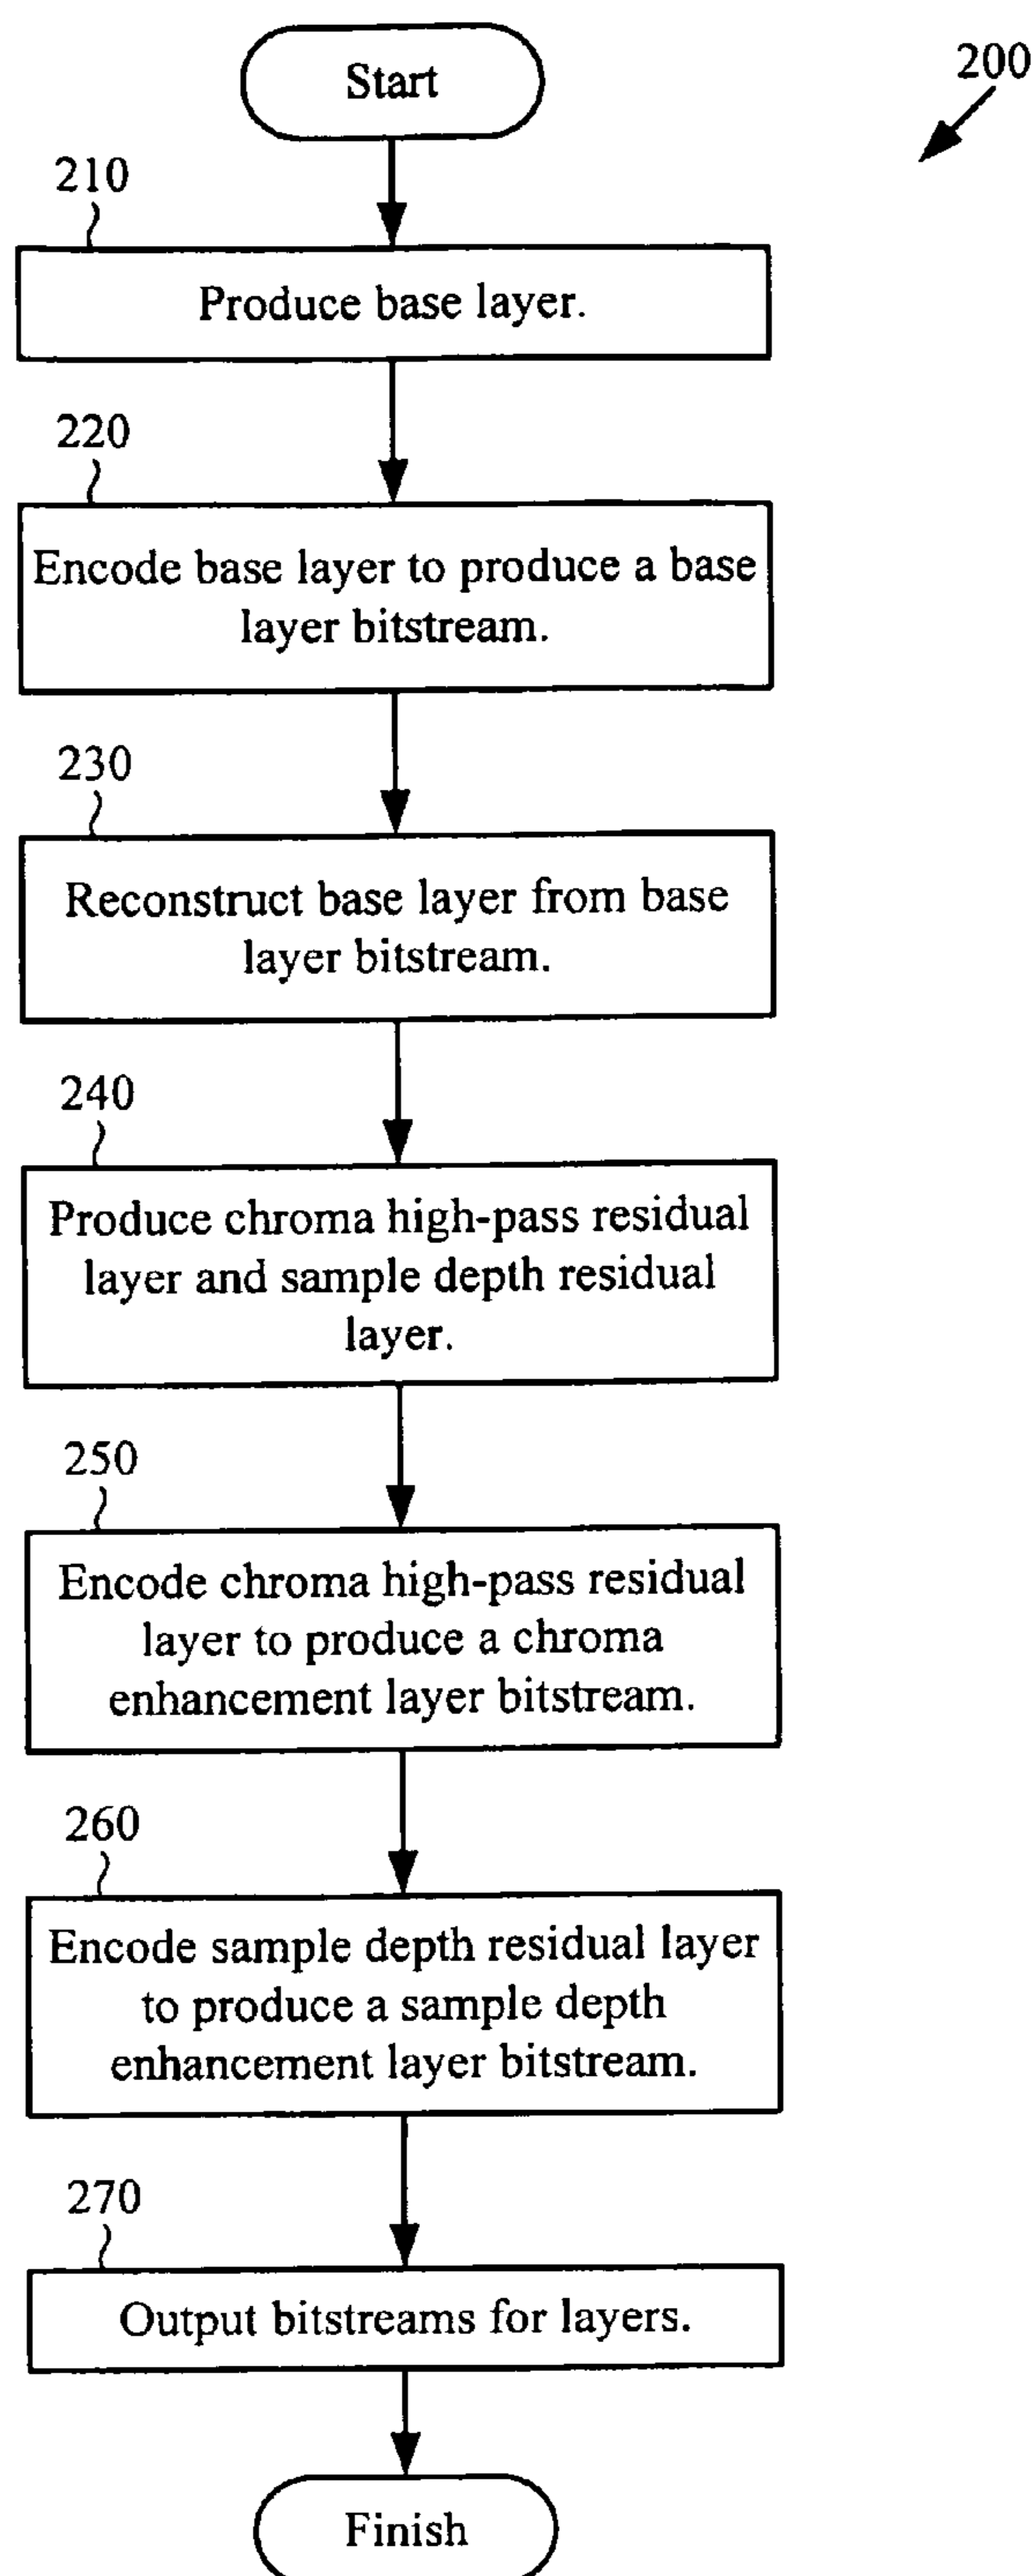 Start
200
210
Produce base layer.
220
Encode base layer to produce a base
layer bitstream.
230
Reconstruct base layer from base
layer bitstream.
240
Produce chroma high-pass residual
layer and sample depth residual
layer.
250
Encode chroma high-pass residual
layer to produce a chroma
enhancement layer bitstream.
260
Encode sample depth residual layer
to produce a sample depth
enhancement layer bitstream.
270
Output bitstreams for layers.
Finish